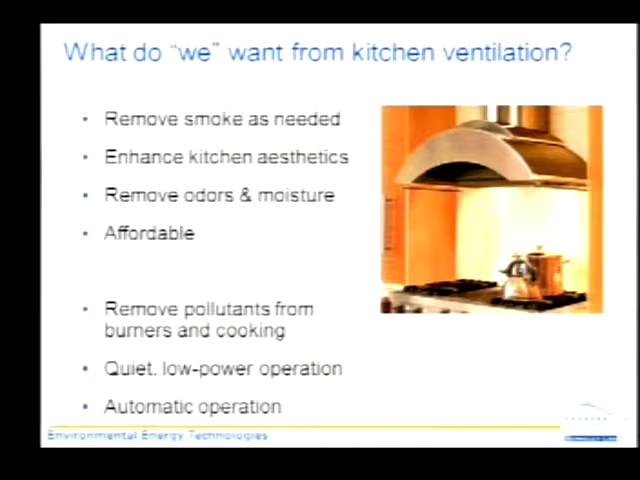 What do “we” want from kitchen ventilation?
• Remove smoke as needed
• Enhance kitchen aesthetics
• Remove odors & moisture
• Affordable
• Remove pollutants from
burners and cooking
• Quiet, low-power operation
• Automatic operation
Environmental Energy Technologies